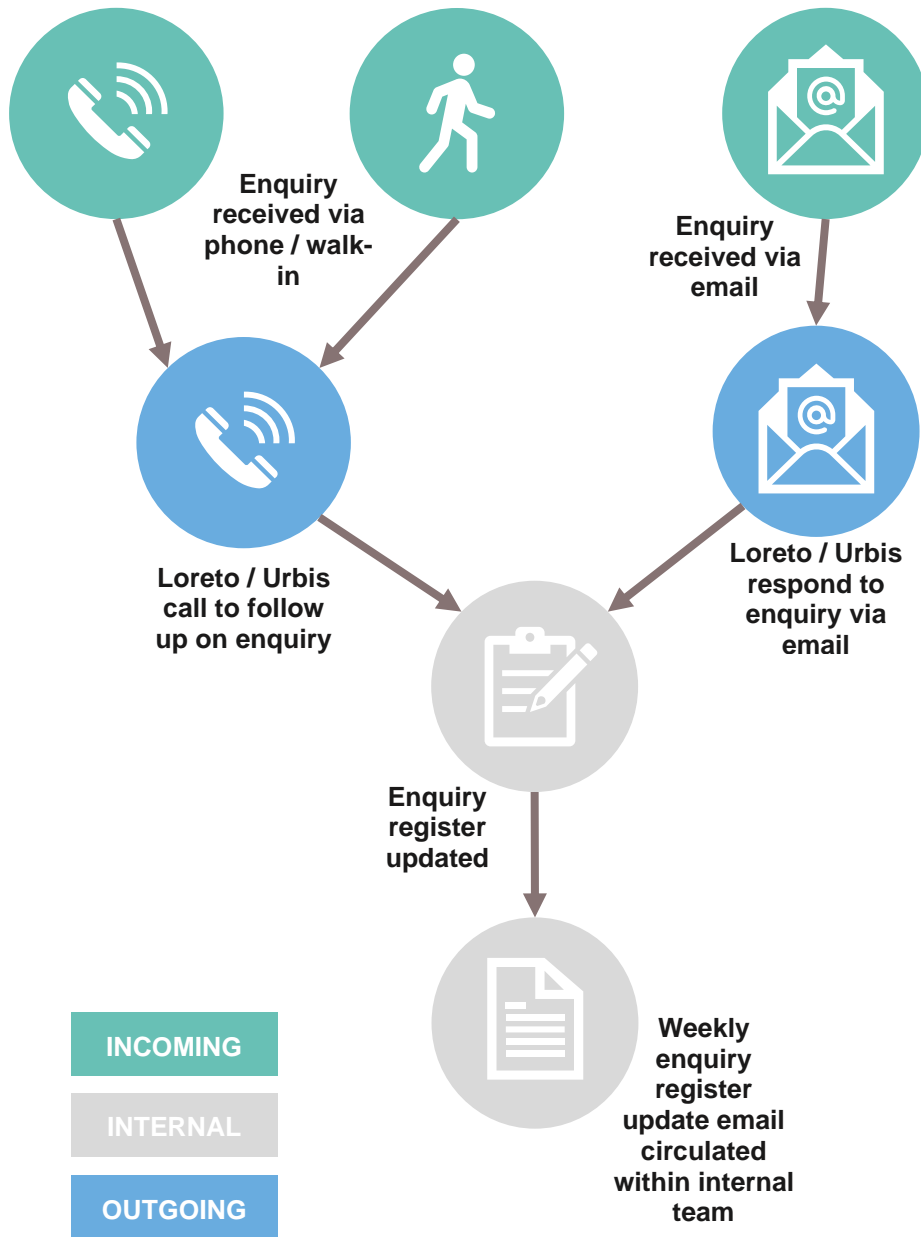 Enquiry
received via
phone / walk-
in
Enquiry
received via
email
Loreto / Urbis
call to follow
up on enquiry
Loreto / Urbis
respond to
enquiry via
email
Enquiry
register
updated
Weekly
enquiry
register
update email
circulated
within internal
team
INCOMING
INTERNAL
OUTGOING